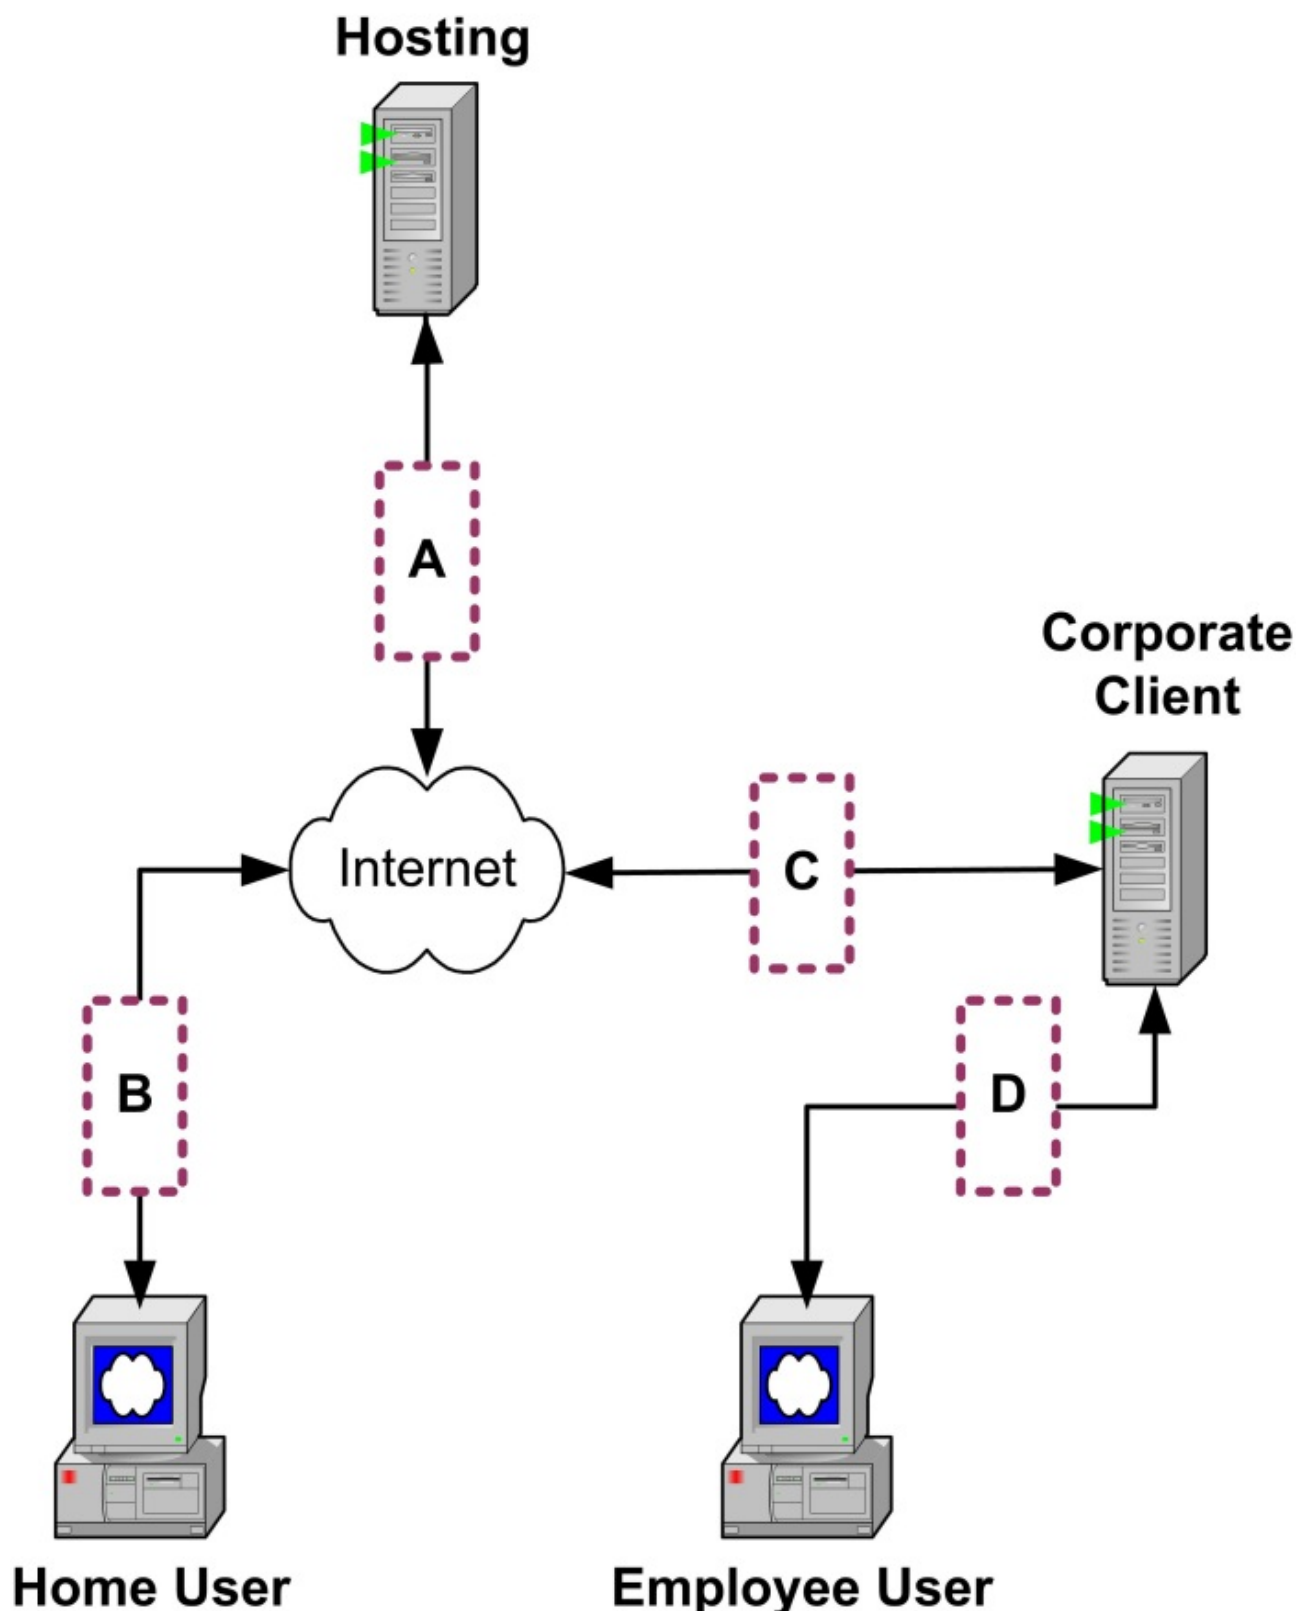 Hosting
A
Corporate
Client
Internet
C
B
D
Home User
Employee User